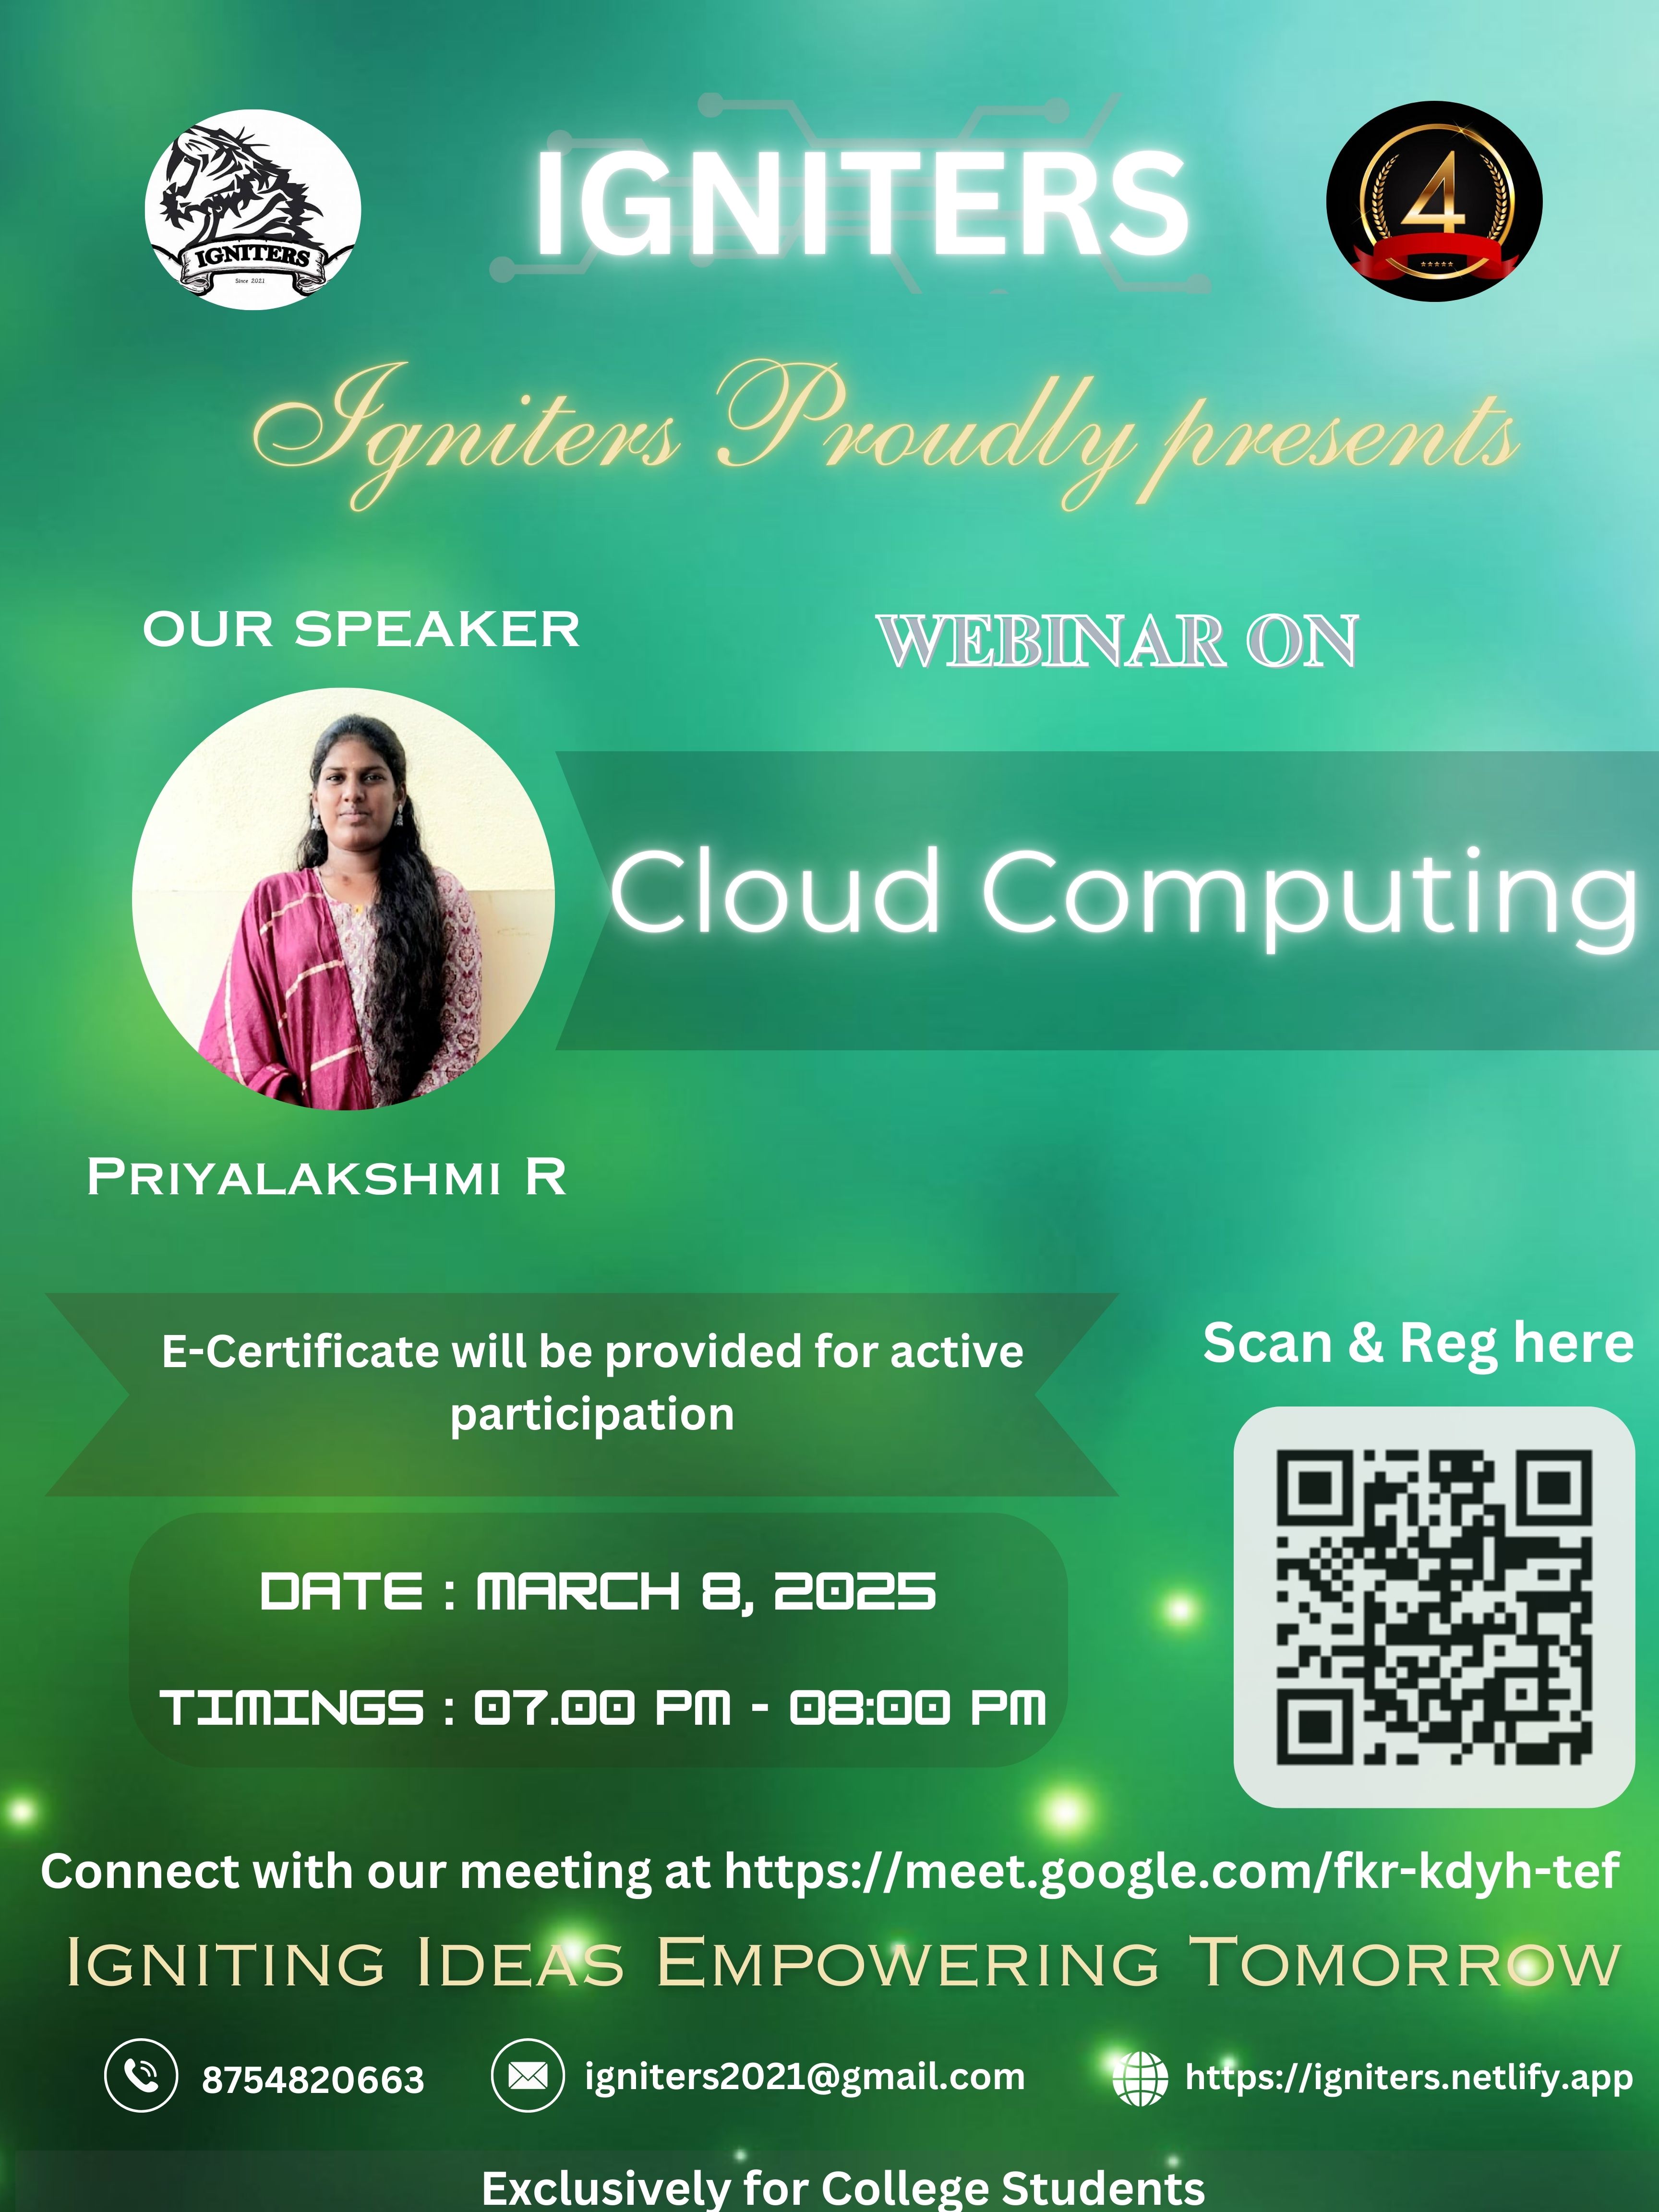 IGNITERS
IGNITERS
Since 2021
4
Igniters Proudly presents
OUR SPEAKER
WEBINAR ON
Cloud Computing
PRIYALAKSHMI R
E-Certificate will be provided for active
participation
Scan & Reg here
DATE : MARCH 8, 2025
TIMINGS : 07.00 PM - 08:00 PM
Connect with our meeting at https://meet.google.com/fkr-kdyh-tef
IGNITING IDEAS EMPOWERING TOMORROW
8754820663
igniters2021@gmail.com
https://igniters.netlify.app
Exclusively for College Students